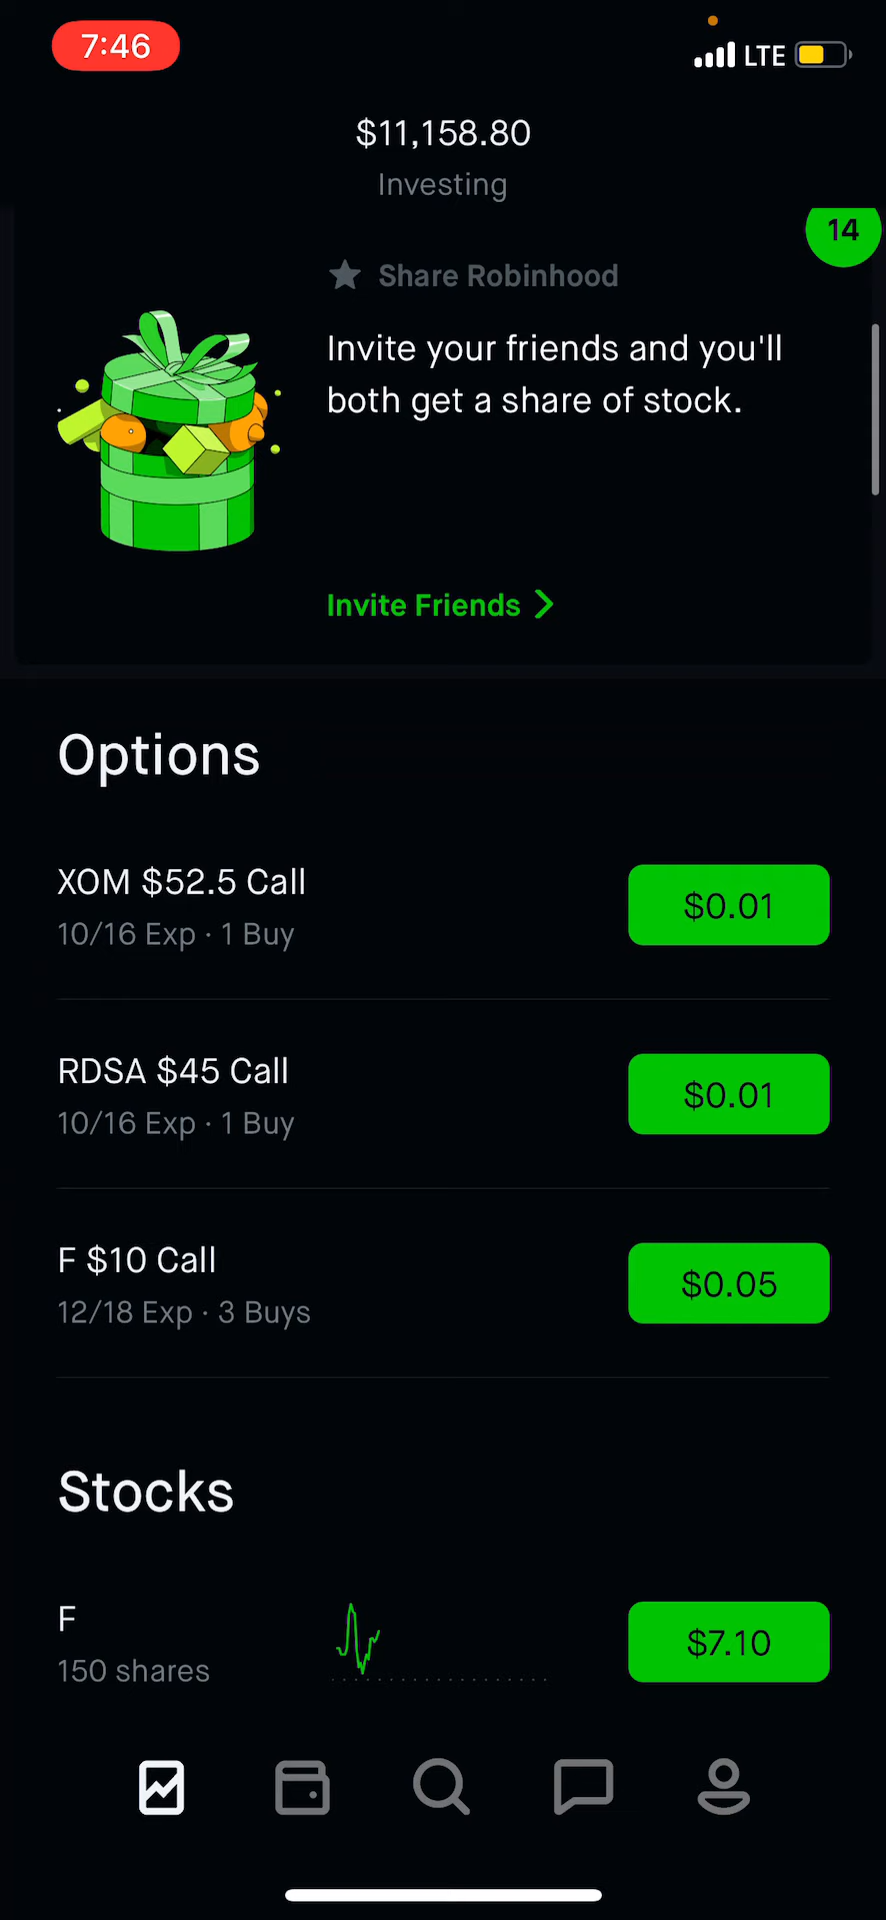 7:46
LTE
$11,158.80
Investing
14
Share Robinhood
Invite your friends and you'll
both get a share of stock.
Invite Friends
Options
XOM $52.5 Call
$0.01
10/16 Exp · 1 Buy
RDSA $45 Call
$0.01
10/16 Exp · 1 Buy
F $10 Call
$0.05
12/18 Exp · 3 Buys
Stocks
F
$7.10
150 shares